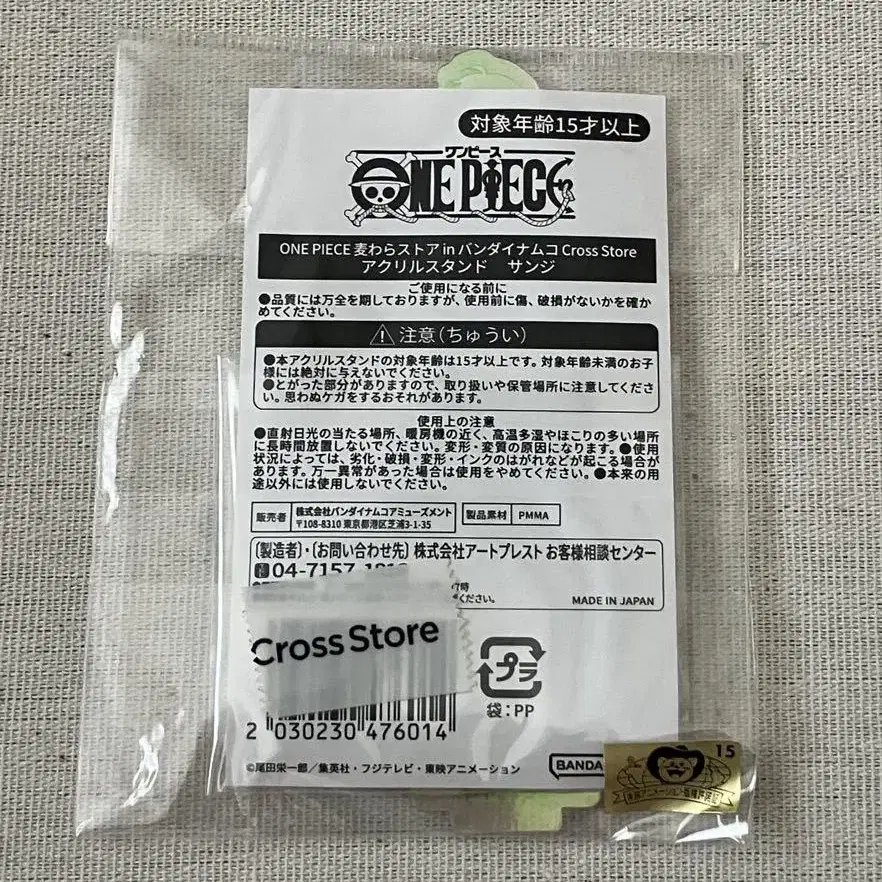 対象年齢15才以上
ワンピース
ONE PIECE
ONE PIECE 麦わらストア in バンダイナムコ Cross Store
アクリルスタンド サンジ
ご使用になる前に
●品質には万全を期しておりますが、使用前に傷、破損がないかを確か
めてください。
注意(ちゅうい)
●本アクリルスタンドの対象年齢は15才以上です。対象年齢未満のお子
様には絶対に与えないでください。
●とがった部分がありますので、取り扱いや保管場所に注意してくださ
い。思わぬケガをするおそれがあります。
使用上の注意
●直射日光の当たる場所、暖房機の近く、高温多湿やほこりの多い場所
に長時間放置しないでください。変形・変質の原因になります。●使用
状況によっては、劣化・破損・変形・インクのはがれなどが起こる場合が
あります。万一異常があった場合は使用をやめてください。●本来の用
途以外には使用しないでください。
販売者 株式会社バンダイナムコアミューズメント
〒108-8310 東京都港区芝浦3-1-35
製品素材 PMMA
〔製造者〕・〔お問い合わせ先〕 株式会社アートプレスト お客様相談センター
04-7157-
7時
ください。
MADE IN JAPAN
Cross Store
プラ
袋:PP
2 030230 476014
©尾田栄一郎/集英社・フジテレビ・東映アニメーション
BANDA
15